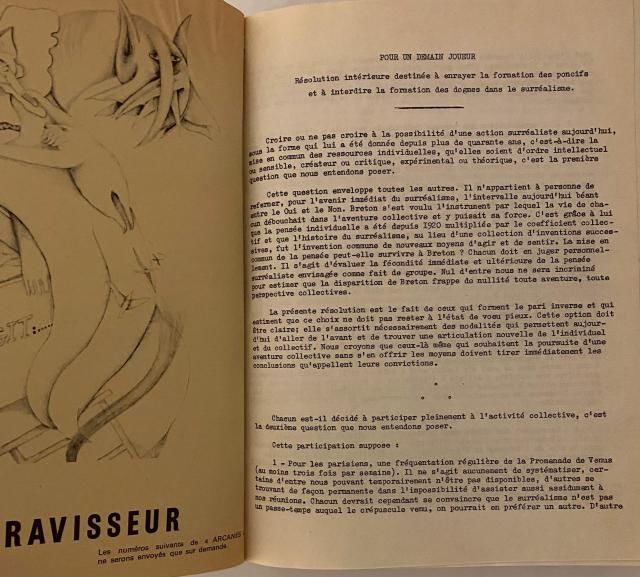 GIT:....
RAVISSEUR
Les numéros suivants de « ARCANES »
ne seront envoyés que sur demande.
POUR UN DEMAIN JOUEUR
Résolution intérieure destinée à enrayer la formation des poncifs
et à interdire la formation des dogmes dans le surréalisme.
Croire ou ne pas croire à la possibilité d'une action surréaliste aujourd'hui,
sous la forme qui lui a été donnée depuis plus de quarante ans, c'est-à-dire la
mise en commun des ressources individuelles, qu'elles soient d'ordre intellectuel
ou sensible, créateur ou critique, expérimental ou théorique, c'est la première
question que nous entendons poser.
Cette question enveloppe toutes les autres. Il n'appartient à personne de
refermer, pour l'avenir immédiat du surréalisme, l'intervalle aujourd'hui béant
entre le Oui et le Non. Breton s'est voulu l'instrument par lequel la vie de cha-
cun débouchait dans l'aventure collective et y puisait sa force. C'est grâce à lui
que la pensée individuelle a été depuis 1920 multipliée par le coefficient collec-
tif et que l'histoire du surréalisme, au lieu d'une collection d'inventions succes-
sives, fut l'invention commune de nouveaux moyens d'agir et de sentir. La mise en
commun de la pensée peut-elle survivre à Breton ? Chacun doit en juger personnel-
lement. Il s'agit d'évaluer la fécondité immédiate et ultérieure de la pensée
surréaliste envisagée comme fait de groupe. Nul d'entre nous ne sera incriminé
pour estimer que la disparition de Breton frappe de nullité toute aventure, toute
perspective collectives.
La présente résolution est le fait de ceux qui forment le pari inverse et qui
estiment que ce choix ne doit pas rester à l'état de voeu pieux. Cette option doit
être claire; elle s'assortit nécessairement des modalités qui permettent aujour-
d'hui d'aller de l'avant et de trouver une articulation nouvelle de l'individuel
et du collectif. Nous croyons que ceux-là même qui souhaitent la poursuite d'une
aventure collective sans s'en offrir les moyens doivent tirer immédiatement les
conclusions qu'appellent leurs convictions.
Chacun est-il décidé à participer pleinement à l'activité collective, c'est
la deuxième question que nous entendons poser.
Cette participation suppose :
1 - Pour les parisiens, une fréquentation régulière de la Promenade de Venus
(au moins trois fois par semaine). Il ne s'agit aucunement de systématiser, cer-
tains d'entre nous pouvant temporairement n'être pas disponibles, d'autres se
trouvant de façon permanente dans l'impossibilité d'assister aussi assidument à
nos réunions. Chacun devrait cependant se convaincre que le surréalisme n'est pas
un passe-temps auquel le crépuscule venu, on pourrait en préférer un autre. D'autre